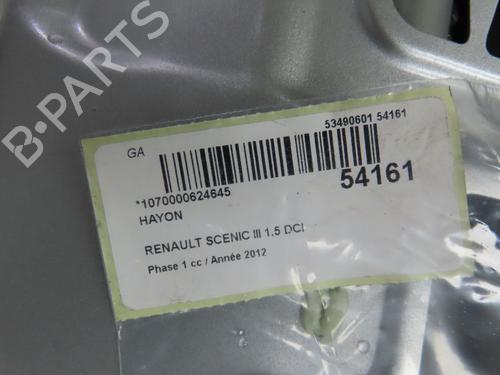 B-Parts
GA
53490601 54161
*1070000624645
54161
HAYON
RENAULT SCENIC III 1.5 DCI
Phase 1 cc / Année 2012